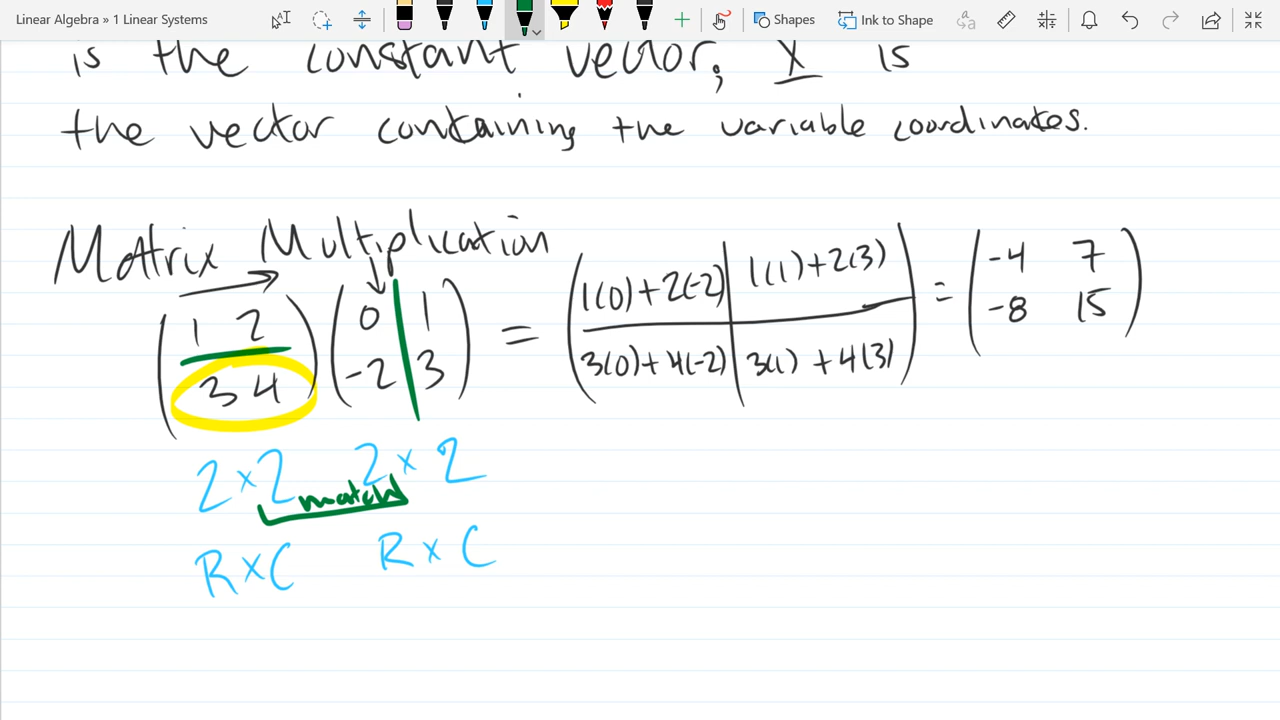 Linear Algebra » 1 Linear Systems
Shapes
Ink to Shape
is the constant vector; x is
the vector containing the variable coordinates.
Matrix Multiplication
(1 2 (0 1 = (1(0)+2(-2) 1(1)+2(3) = (-4 7
3 4) -2 3) 3(0)+4(-2) 3(1)+4(3)) -8 15)
2×2 2×2
match
R×C R×C